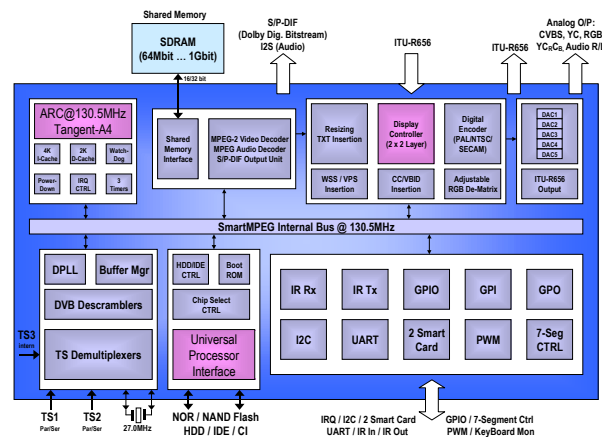 Shared Memory
SDRAM
(64Mbit ... 1Gbit)
16/32 bit
S/P-DIF
(Dolby Dig. Bitstream)
I2S (Audio)
ITU-R656
ITU-R656
Analog O/P:
CVBS, YC, RGB
YCRCB, Audio R/L
ARC@130.5MHz
Tangent-A4
4K
I-Cache
2K
D-Cache
Watch-
Dog
Power-
Down
IRQ
CTRL
3
Timers
Shared
Memory
Interface
MPEG-2 Video Decoder
MPEG Audio Decoder
S/P-DIF Output Unit
Resizing
TXT Insertion
Display
Controller
(2 x 2 Layer)
Digital
Encoder
(PAL/NTSC/
SECAM)
WSS / VPS
Insertion
CC/VBID
Insertion
Adjustable
RGB De-Matrix
DAC1
DAC2
DAC3
DAC4
DAC5
ITU-R656
Output
SmartMPEG Internal Bus @ 130.5MHz
DPLL
Buffer Mgr
DVB Descramblers
TS Demultiplexers
HDD/IDE
CTRL
Boot
ROM
Chip Select
CTRL
Universal
Processor
Interface
IR Rx
IR Tx
GPIO
GPI
GPO
I2C
UART
2 Smart
Card
PWM
7-Seg
CTRL
TS3
intern
TS1
Par/Ser
TS2
Par/Ser
27.0MHz
NOR / NAND Flash
HDD / IDE / CI
IRQ / I2C / 2 Smart Card
UART / IR In / IR Out
GPIO / 7-Segment Ctrl
PWM / KeyBoard Mon